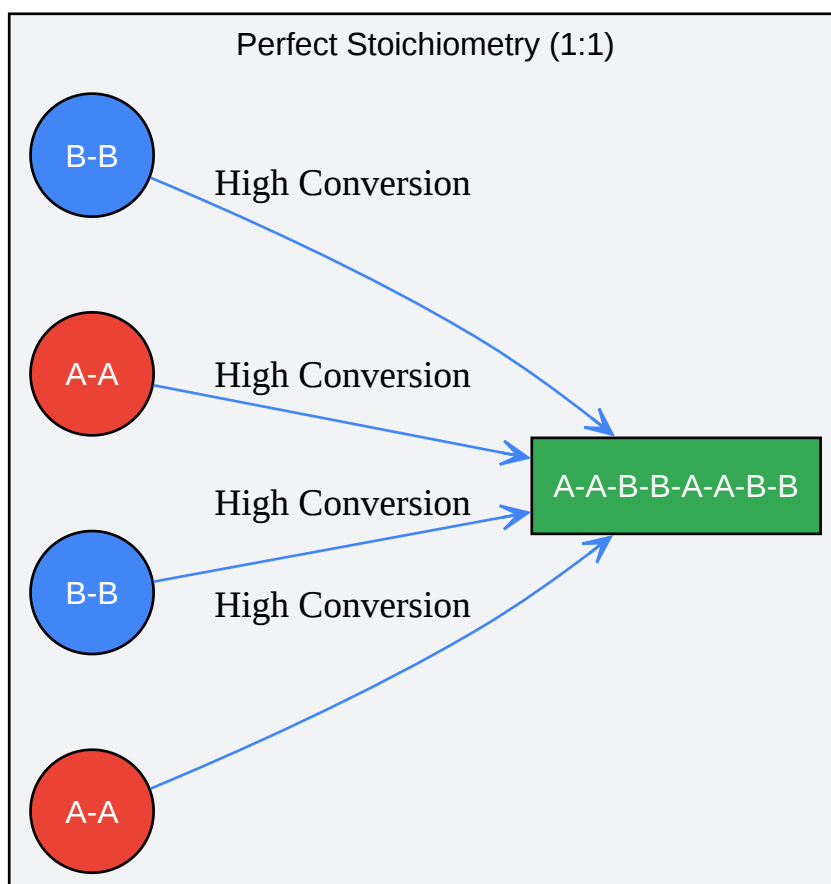 Perfect Stoichiometry (1:1)
B-B
High Conversion
A-A
High Conversion
A-A-B-B-A-A-B-B
High Conversion
B-B
High Conversion
A-A